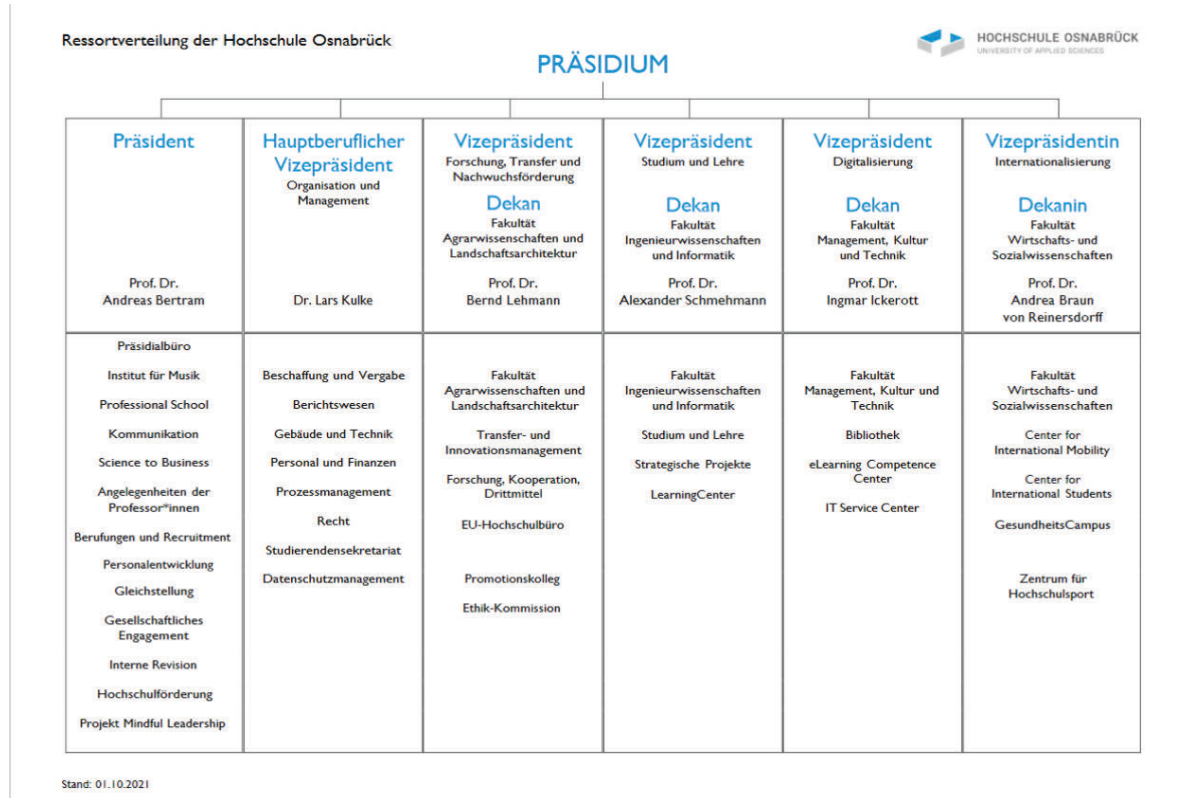 Ressortverteilung der Hochschule Osnabrück
HOCHSCHULE OSNABRÜCK
UNIVERSITY OF APPLIED SCIENCES
PRÄSIDIUM
Präsident
Prof. Dr.
Andreas Bertram
Hauptberuflicher
Vizepräsident
Organisation und
Management
Dr. Lars Kulke
Vizepräsident
Forschung, Transfer und
Nachwuchsförderung
Dekan
Fakultät
Agrarwissenschaften und
Landschaftsarchitektur
Prof. Dr.
Bernd Lehmann
Vizepräsident
Studium und Lehre
Dekan
Fakultät
Ingenieurwissenschaften
und Informatik
Prof. Dr.
Alexander Schmehmann
Vizepräsident
Digitalisierung
Dekan
Fakultät
Management, Kultur
und Technik
Prof. Dr.
Ingmar Ickerott
Vizepräsidentin
Internationalisierung
Dekanin
Fakultät
Wirtschafts- und
Sozialwissenschaften
Prof. Dr.
Andrea Braun
von Reinersdorff
Präsidialbüro
Institut für Musik
Professional School
Kommunikation
Science to Business
Angelegenheiten der
Professor*innen
Berufungen und Recruitment
Personalentwicklung
Gleichstellung
Gesellschaftliches
Engagement
Interne Revision
Hochschulförderung
Projekt Mindful Leadership
Beschaffung und Vergabe
Berichtswesen
Gebäude und Technik
Personal und Finanzen
Prozessmanagement
Recht
Studierendensekretariat
Datenschutzmanagement
Fakultät
Agrarwissenschaften und
Landschaftsarchitektur
Transfer- und
Innovationsmanagement
Forschung, Kooperation,
Drittmittel
EU-Hochschulbüro
Promotionskolleg
Ethik-Kommission
Fakultät
Ingenieurwissenschaften
und Informatik
Studium und Lehre
Strategische Projekte
LearningCenter
Fakultät
Management, Kultur und
Technik
Bibliothek
eLearning Competence
Center
IT Service Center
Fakultät
Wirtschafts- und
Sozialwissenschaften
Center for
International Mobility
Center for
International Students
GesundheitsCampus
Zentrum für
Hochschulsport
Stand: 01.10.2021